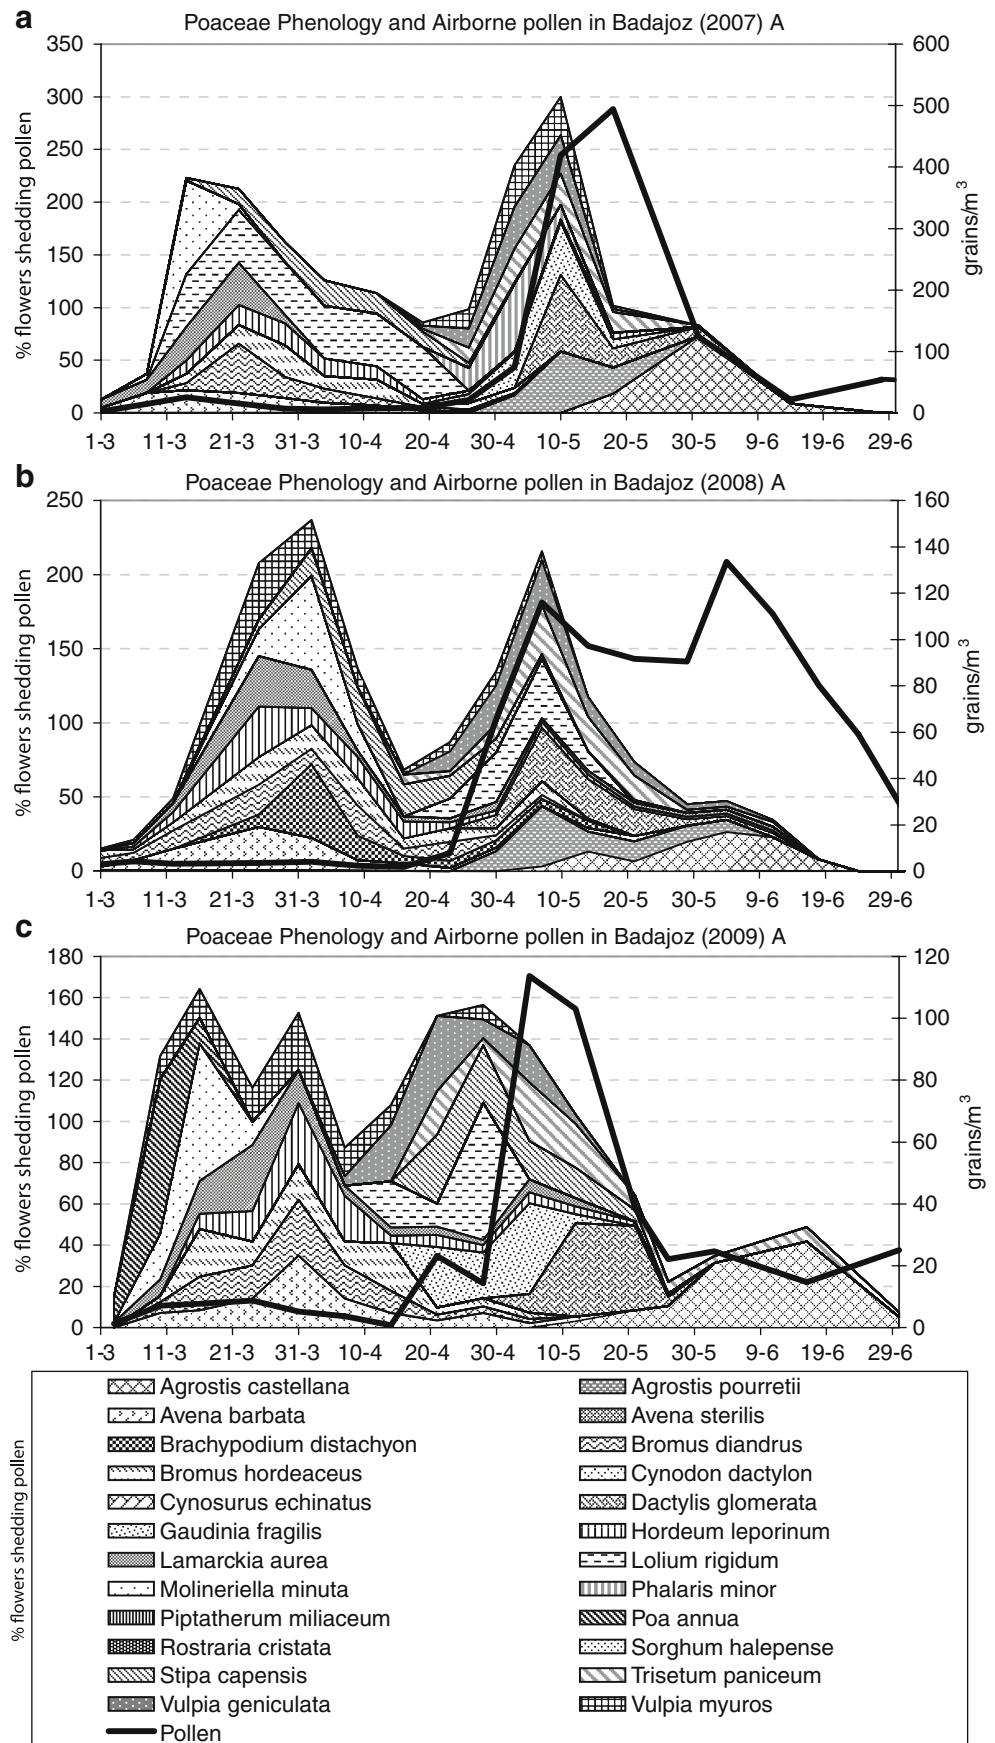 a
Poaceae Phenology and Airborne pollen in Badajoz (2007) A
350
300
250
200
150
100
50
0
% flowers shedding pollen
600
500
400
300
200
100
0
grains/m³
1-3 11-3 21-3 31-3 10-4 20-4 30-4 10-5 20-5 30-5 9-6 19-6 29-6
b
Poaceae Phenology and Airborne pollen in Badajoz (2008) A
250
200
150
100
50
0
% flowers shedding pollen
160
140
120
100
80
60
40
20
0
grains/m³
1-3 11-3 21-3 31-3 10-4 20-4 30-4 10-5 20-5 30-5 9-6 19-6 29-6
c
Poaceae Phenology and Airborne pollen in Badajoz (2009) A
180
160
140
120
100
80
60
40
20
0
% flowers shedding pollen
120
100
80
60
40
20
0
grains/m³
1-3 11-3 21-3 31-3 10-4 20-4 30-4 10-5 20-5 30-5 9-6 19-6 29-6
% flowers shedding pollen
Agrostis castellana Agrostis pourretii
Avena barbata Avena sterilis
Brachypodium distachyon Bromus diandrus
Bromus hordeaceus Cynodon dactylon
Cynosurus echinatus Dactylis glomerata
Gaudinia fragilis Hordeum leporinum
Lamarckia aurea Lolium rigidum
Molineriella minuta Phalaris minor
Piptatherum miliaceum Poa annua
Rostraria cristata Sorghum halepense
Stipa capensis Trisetum paniceum
Vulpia geniculata Vulpia myuros
Pollen